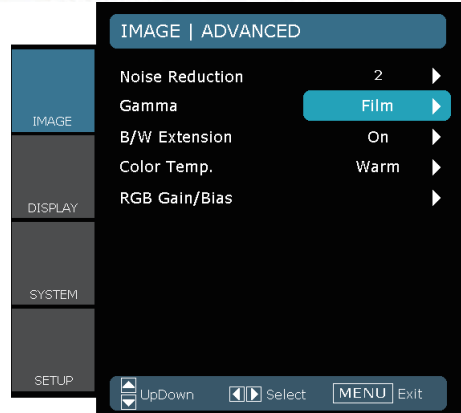 IMAGE | ADVANCED
Noise Reduction 2
Gamma Film
B/W Extension On
Color Temp. Warm
RGB Gain/Bias
IMAGE
DISPLAY
SYSTEM
SETUP
UpDown Select MENU Exit